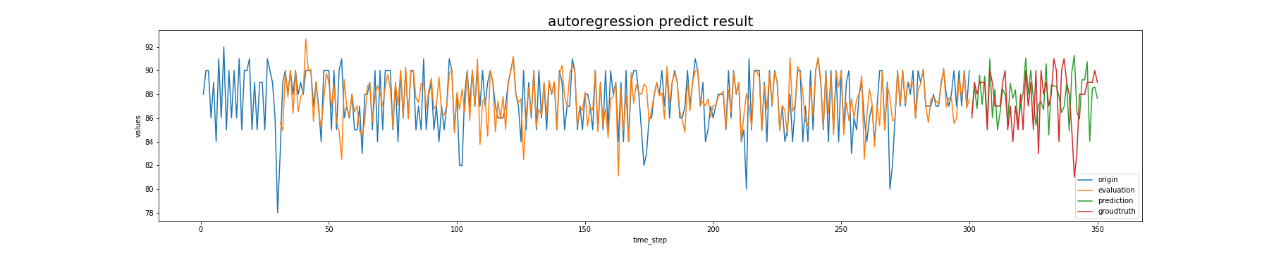 autoregression predict result
values
92
90
88
86
84
82
80
78
0
50
100
150
200
250
300
350
time_step
origin
evaluation
prediction
groudtruth